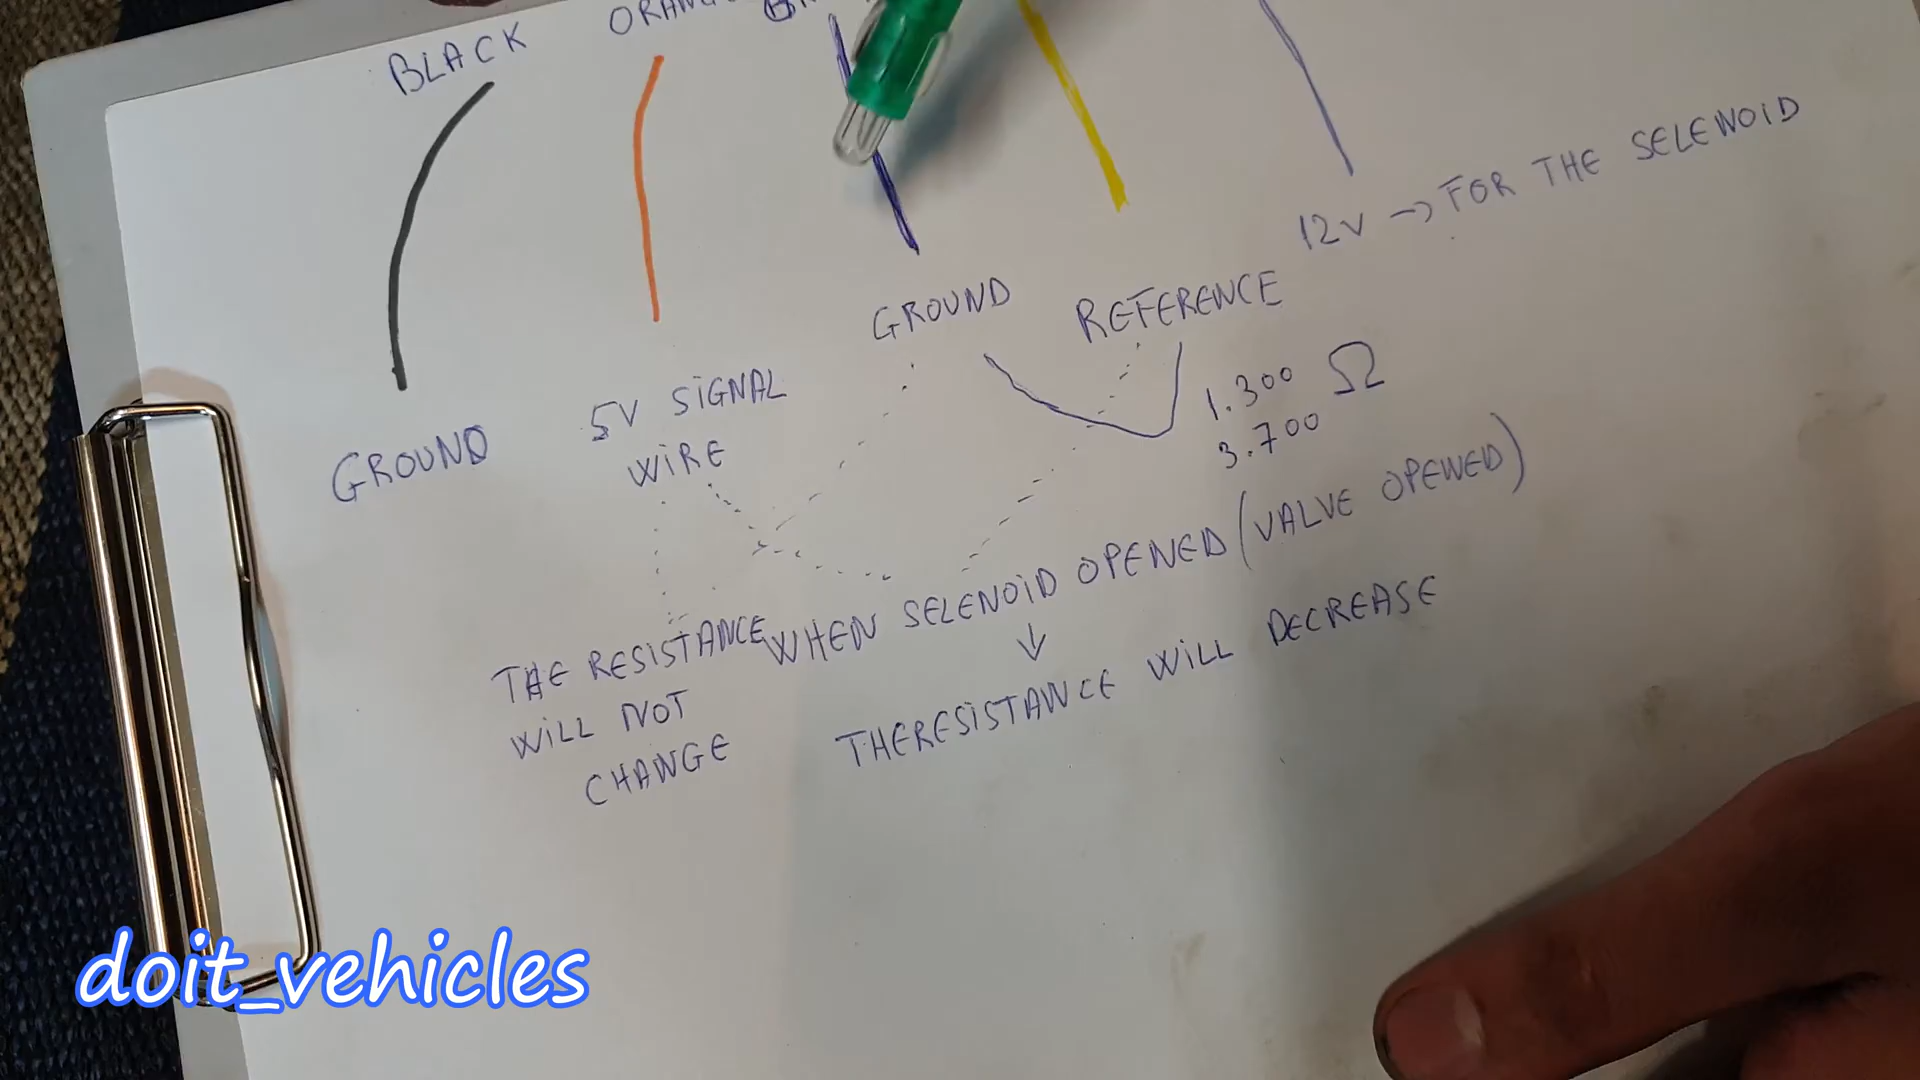 BLACK
ORANG
GROUND
5V SIGNAL
WIRE
GROUND
REFERENCE
12V -> FOR THE SELENOID
1.300 Ω
3.700
THE RESISTANCE
WILL NOT
CHANGE
WHEN SELENOID OPENED (VALVE OPENED)
↓
THERESISTANCE WILL DECREASE
doit_vehicles